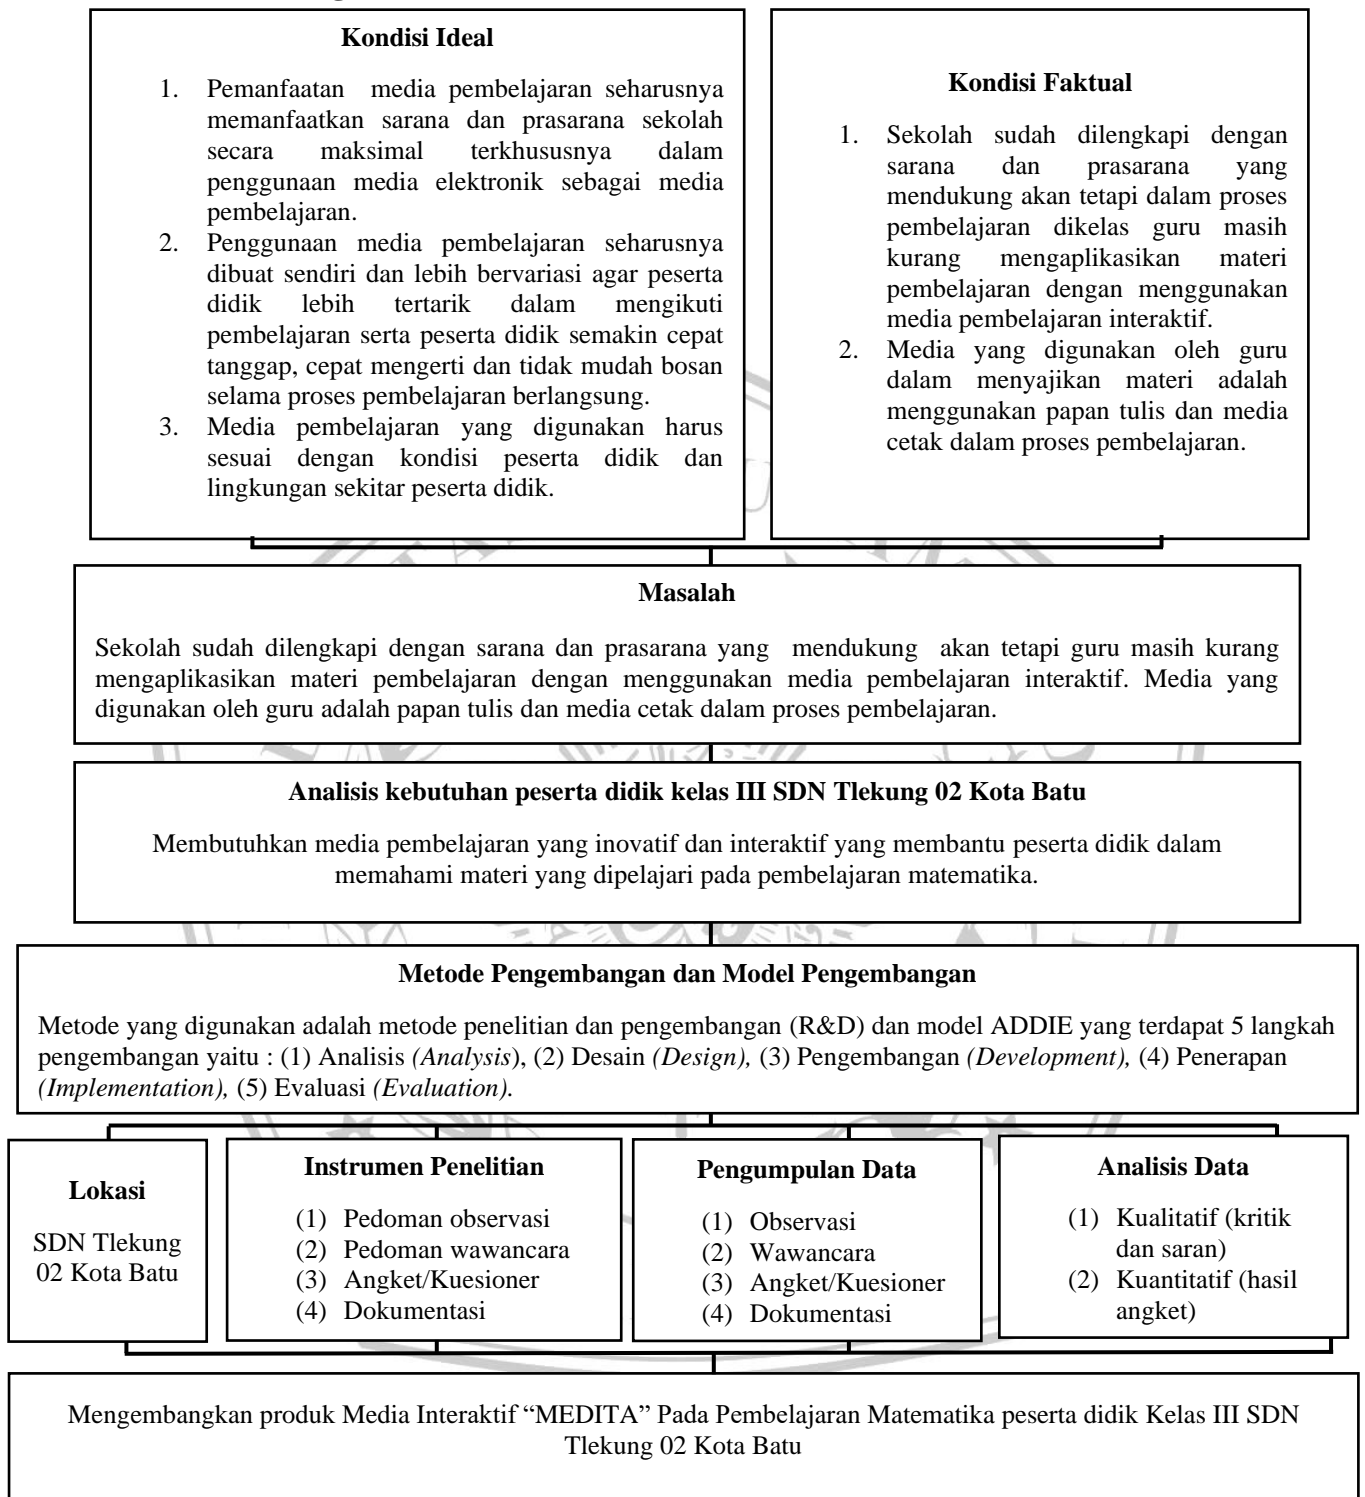 Kondisi Ideal
1. Pemanfaatan media pembelajaran seharusnya
memanfaatkan sarana dan prasarana sekolah
secara maksimal terkhususnya dalam
penggunaan media elektronik sebagai media
pembelajaran.
2. Penggunaan media pembelajaran seharusnya
dibuat sendiri dan lebih bervariasi agar peserta
didik lebih tertarik dalam mengikuti
pembelajaran serta peserta didik semakin cepat
tanggap, cepat mengerti dan tidak mudah bosan
selama proses pembelajaran berlangsung.
3. Media pembelajaran yang digunakan harus
sesuai dengan kondisi peserta didik dan
lingkungan sekitar peserta didik.
Kondisi Faktual
1. Sekolah sudah dilengkapi dengan
sarana dan prasarana yang
mendukung akan tetapi dalam proses
pembelajaran dikelas guru masih
kurang mengaplikasikan materi
pembelajaran dengan menggunakan
media pembelajaran interaktif.
2. Media yang digunakan oleh guru
dalam menyajikan materi adalah
menggunakan papan tulis dan media
cetak dalam proses pembelajaran.
Masalah
Sekolah sudah dilengkapi dengan sarana dan prasarana yang mendukung akan tetapi guru masih kurang
mengaplikasikan materi pembelajaran dengan menggunakan media pembelajaran interaktif. Media yang
digunakan oleh guru adalah papan tulis dan media cetak dalam proses pembelajaran.
Analisis kebutuhan peserta didik kelas III SDN Tlekung 02 Kota Batu
Membutuhkan media pembelajaran yang inovatif dan interaktif yang membantu peserta didik dalam
memahami materi yang dipelajari pada pembelajaran matematika.
Metode Pengembangan dan Model Pengembangan
Metode yang digunakan adalah metode penelitian dan pengembangan (R&D) dan model ADDIE yang terdapat 5 langkah
pengembangan yaitu : (1) Analisis (Analysis), (2) Desain (Design), (3) Pengembangan (Development), (4) Penerapan
(Implementation), (5) Evaluasi (Evaluation).
Lokasi
SDN Tlekung
02 Kota Batu
Instrumen Penelitian
(1) Pedoman observasi
(2) Pedoman wawancara
(3) Angket/Kuesioner
(4) Dokumentasi
Pengumpulan Data
(1) Observasi
(2) Wawancara
(3) Angket/Kuesioner
(4) Dokumentasi
Analisis Data
(1) Kualitatif (kritik
dan saran)
(2) Kuantitatif (hasil
angket)
Mengembangkan produk Media Interaktif “MEDITA” Pada Pembelajaran Matematika peserta didik Kelas III SDN
Tlekung 02 Kota Batu